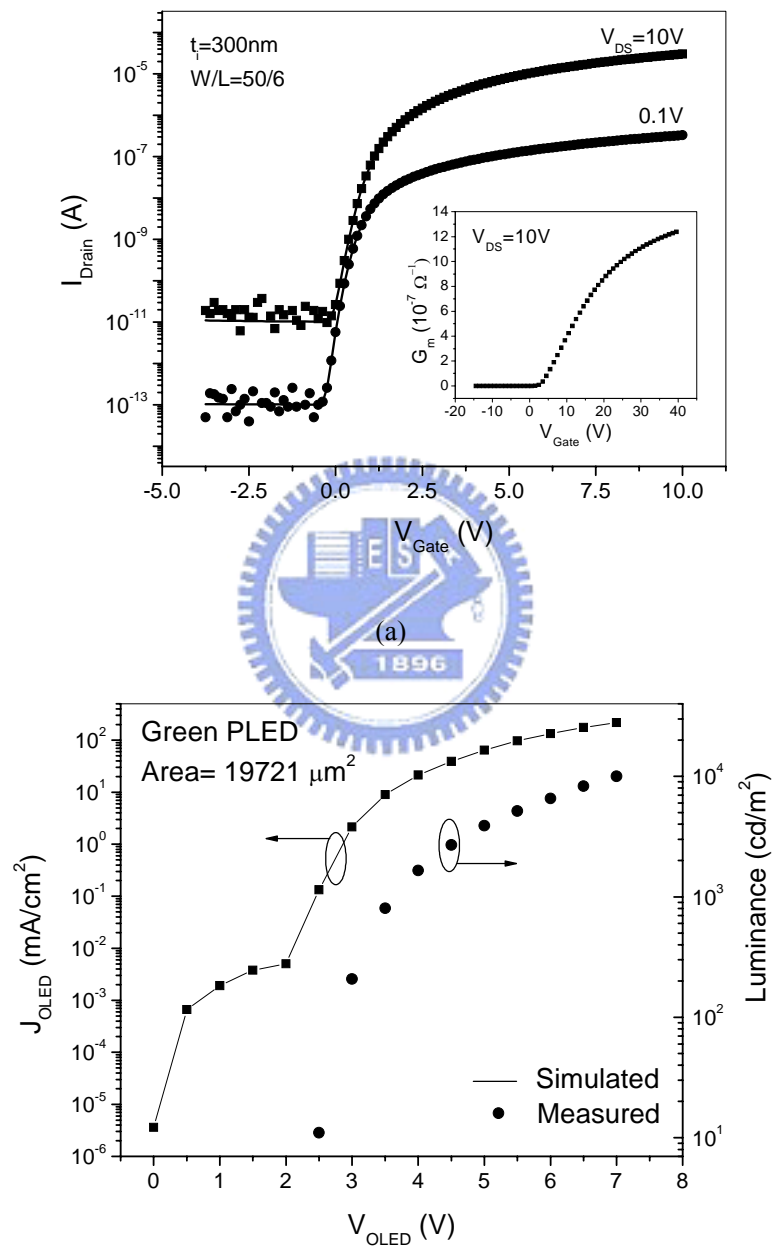 t_i=300nm
W/L=50/6
V_DS=10V
0.1V
10^-5
10^-7
10^-9
10^-11
10^-13
I_Drain (A)
-5.0 -2.5 0.0 2.5 5.0 7.5 10.0
V_Gate (V)
V_DS=10V
14
12
10
8
6
4
2
0
G_m (10^-7 Ω^-1)
-20 -10 0 10 20 30 40 50
V_Gate (V)
E S
(a)
1896
Green PLED
Area= 19721 μm^2
10^2
10^1
10^0
10^-1
10^-2
10^-3
10^-4
10^-5
10^-6
J_OLED (mA/cm^2)
10^4
10^3
10^2
10^1
Luminance (cd/m^2)
Simulated
Measured
0 1 2 3 4 5 6 7 8
V_OLED (V)